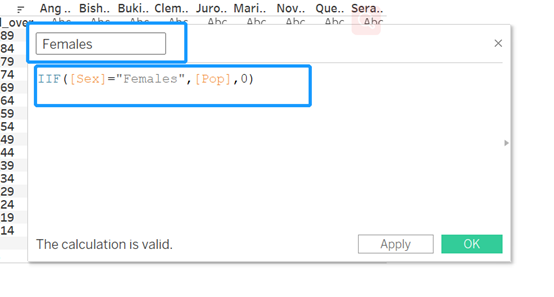 Ang .. Bish.. Buki.. Clem.. Juro.. Mari.. Nov.. Que.. Sera..
d_over Abc Abc Abc Abc Abc Abc Abc Abc Abc
89
84
79
74
69
64
59
54
49
44
39
34
29
24
19
14
Females
IIF([Sex]="Females",[Pop],0)
The calculation is valid.
Apply
OK